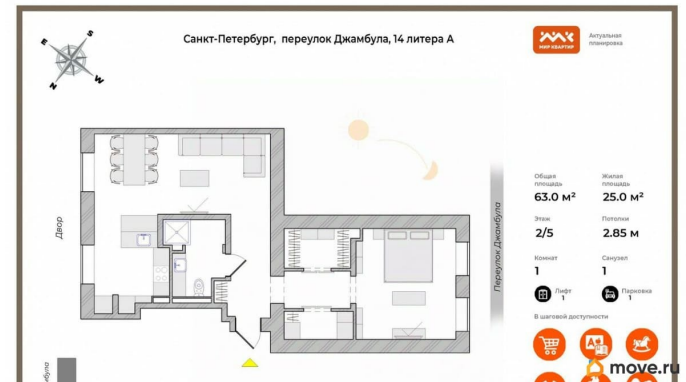 Санкт-Петербург, переулок Джамбула, 14 литера А
МИР КВАРТИР
Актуальная
планировка
E
S
N
W
Двор
Переулок Джамбула
Общая
площадь
63.0 м²
Жилая
площадь
25.0 м²
Этаж
2/5
Потолки
2.85 м
Комнат
1
Санузел
1
Лифт
1
Парковка
1
В шаговой доступности
move.ru